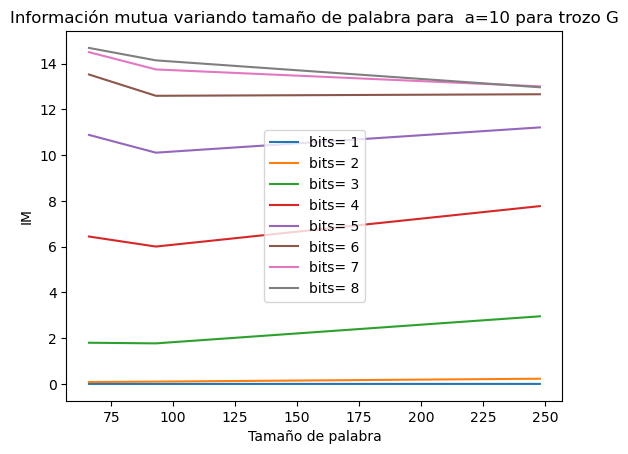 Información mutua variando tamaño de palabra para  a=10 para trozo G
IM
14
12
10
8
6
4
2
0
bits= 1
bits= 2
bits= 3
bits= 4
bits= 5
bits= 6
bits= 7
bits= 8
75
100
125
150
175
200
225
250
Tamaño de palabra